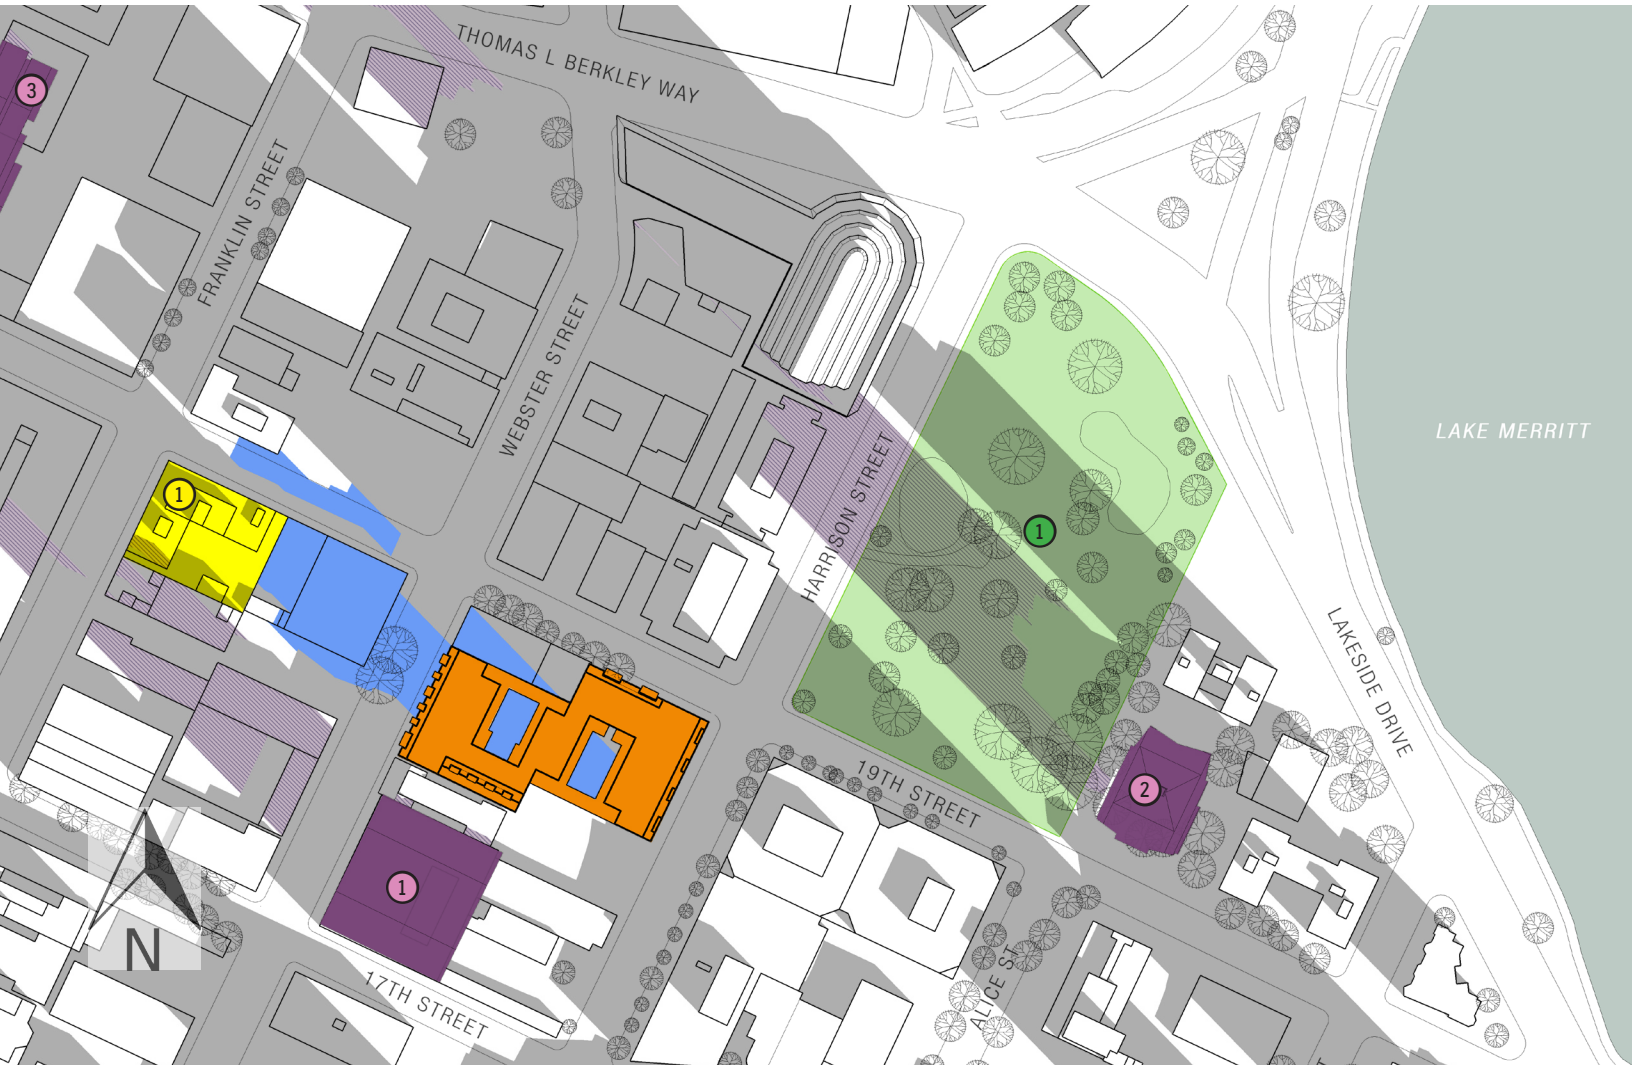 THOMAS L BERKLEY WAY
3
FRANKLIN STREET
WEBSTER STREET
HARRISON STREET
LAKE MERRITT
1
1
LAKESIDE DRIVE
19TH STREET
2
1
ALICE ST
N
17TH STREET